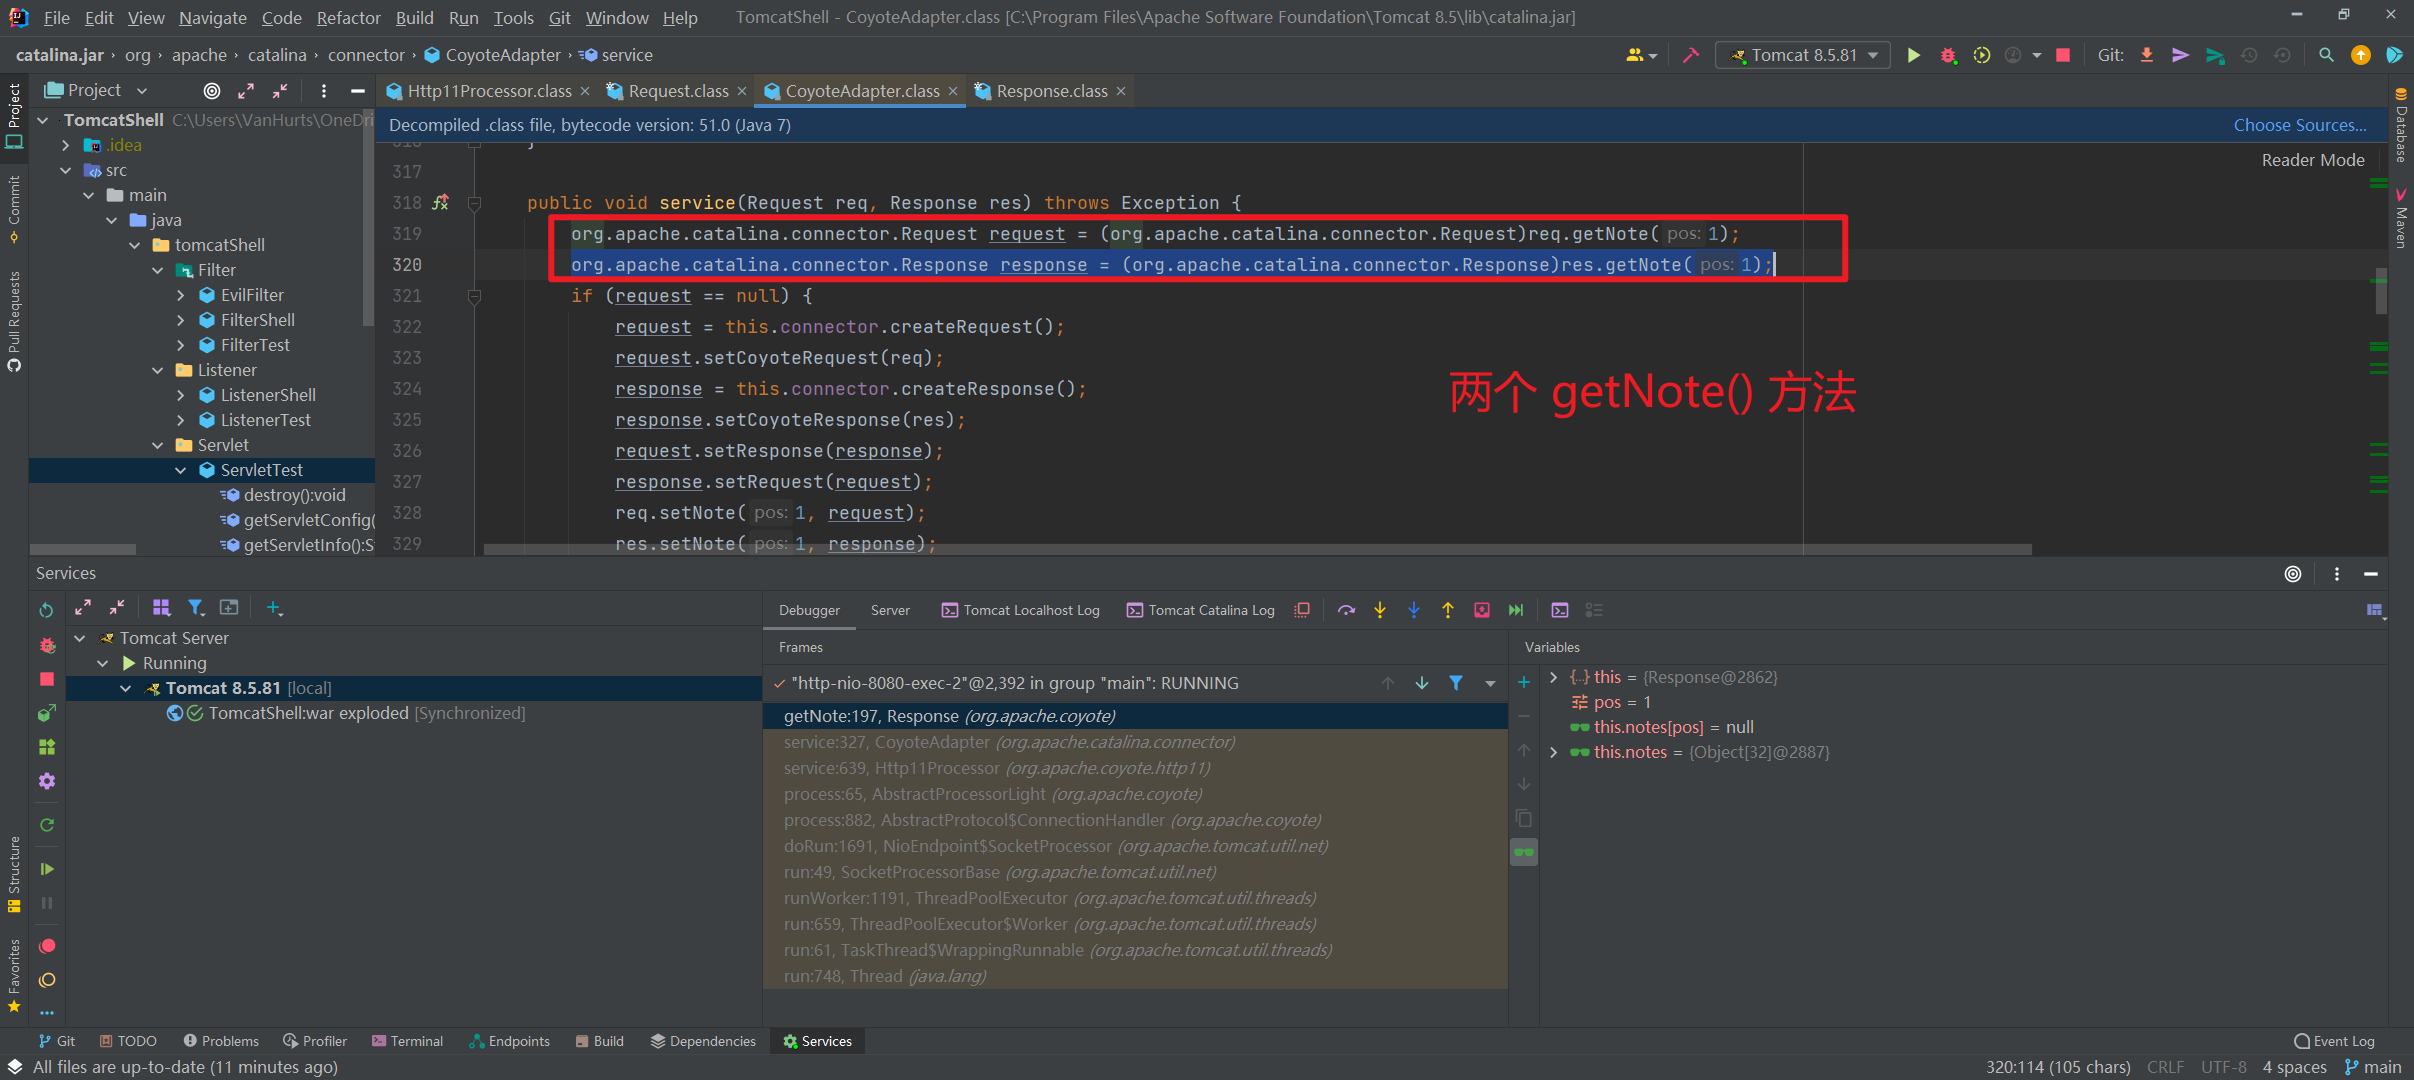 File Edit View Navigate Code Refactor Build Run Tools Git Window Help TomcatShell - CoyoteAdapter.class [C:\Program Files\Apache Software Foundation\Tomcat 8.5\lib\catalina.jar]
catalina.jar › org › apache › catalina › connector › CoyoteAdapter › service
Tomcat 8.5.81
Git:
Project
Http11Processor.class
Request.class
CoyoteAdapter.class
Response.class
Project
Commit
Pull Requests
Structure
Favorites
Database
Maven
TomcatShell C:\Users\VanHurts\OneDri
.idea
src
main
java
tomcatShell
Filter
EvilFilter
FilterShell
FilterTest
Listener
ListenerShell
ListenerTest
Servlet
ServletTest
destroy():void
getServletConfig(
getServletInfo():S
Decompiled .class file, bytecode version: 51.0 (Java 7)
Choose Sources...
Reader Mode
316 }
317
318 public void service(Request req, Response res) throws Exception {
319 org.apache.catalina.connector.Request request = (org.apache.catalina.connector.Request)req.getNote( pos: 1);
320 org.apache.catalina.connector.Response response = (org.apache.catalina.connector.Response)res.getNote( pos: 1);
321 if (request == null) {
322 request = this.connector.createRequest();
323 request.setCoyoteRequest(req);
324 response = this.connector.createResponse();
325 response.setCoyoteResponse(res);
326 request.setResponse(response);
327 response.setRequest(request);
328 req.setNote( pos: 1, request);
329 res.setNote( pos: 1, response);
两个 getNote() 方法
Services
Tomcat Server
Running
Tomcat 8.5.81 [local]
TomcatShell:war exploded [Synchronized]
Debugger Server Tomcat Localhost Log Tomcat Catalina Log
Frames
"http-nio-8080-exec-2"@2,392 in group "main": RUNNING
getNote:197, Response (org.apache.coyote)
service:327, CoyoteAdapter (org.apache.catalina.connector)
service:639, Http11Processor (org.apache.coyote.http11)
process:65, AbstractProcessorLight (org.apache.coyote)
process:882, AbstractProtocol$ConnectionHandler (org.apache.coyote)
doRun:1691, NioEndpoint$SocketProcessor (org.apache.tomcat.util.net)
run:49, SocketProcessorBase (org.apache.tomcat.util.net)
runWorker:1191, ThreadPoolExecutor (org.apache.tomcat.util.threads)
run:659, ThreadPoolExecutor$Worker (org.apache.tomcat.util.threads)
run:61, TaskThread$WrappingRunnable (org.apache.tomcat.util.threads)
run:748, Thread (java.lang)
Variables
this = {Response@2862}
pos = 1
this.notes[pos] = null
this.notes = {Object[32]@2887}
Git TODO Problems Profiler Terminal Endpoints Build Dependencies Services Event Log
All files are up-to-date (11 minutes ago)
320:114 (105 chars) CRLF UTF-8 4 spaces main